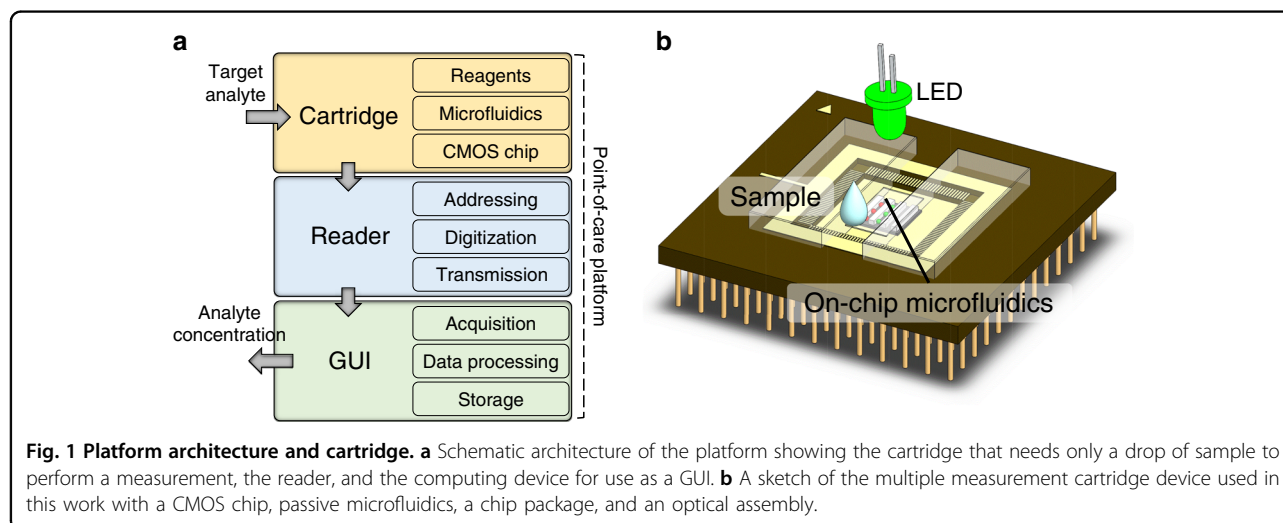 a
Target
analyte
Cartridge
Reagents
Microfluidics
CMOS chip
Reader
Addressing
Digitization
Transmission
Analyte
concentration
GUI
Acquisition
Data processing
Storage
Point-of-care platform
b
LED
Sample
On-chip microfluidics
Fig. 1 Platform architecture and cartridge. a Schematic architecture of the platform showing the cartridge that needs only a drop of sample to
perform a measurement, the reader, and the computing device for use as a GUI. b A sketch of the multiple measurement cartridge device used in
this work with a CMOS chip, passive microfluidics, a chip package, and an optical assembly.